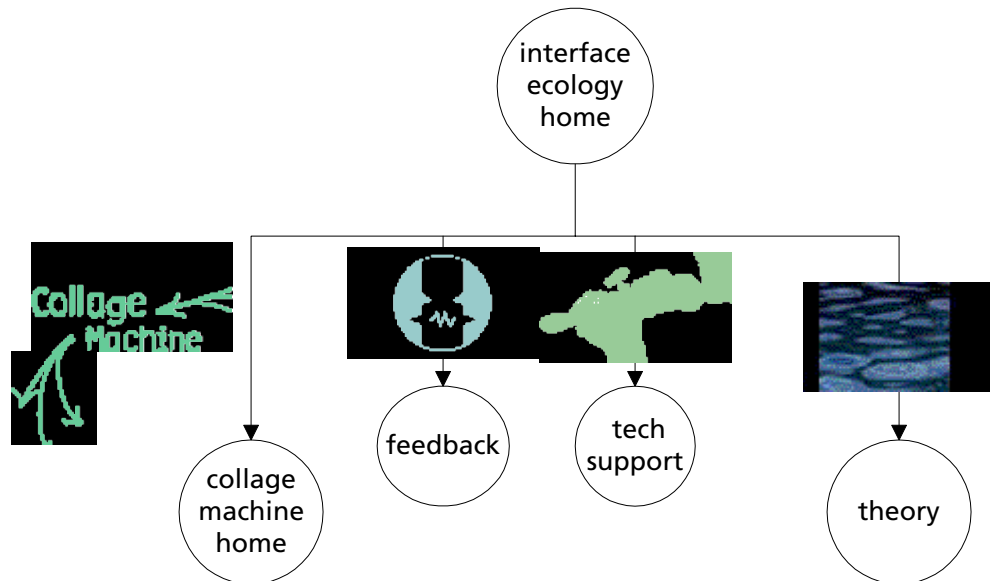 interface
ecology
home
Collage
Machine
feedback
tech
support
collage
machine
home
theory